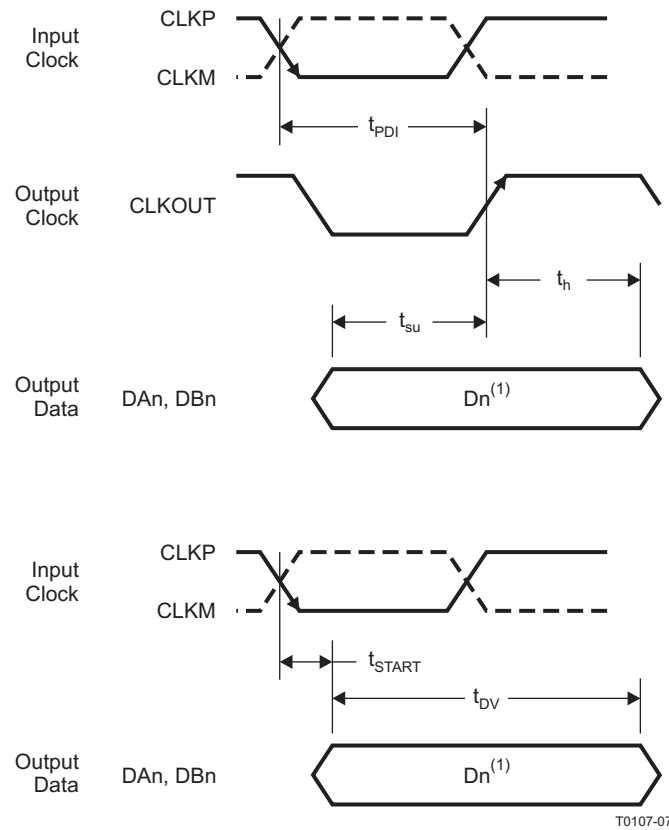 Input
Clock
CLKP
CLKM
t_PDI
Output
Clock
CLKOUT
t_h
t_su
Output
Data
DAn, DBn
Dn^(1)
Input
Clock
CLKP
CLKM
t_START
t_DV
Output
Data
DAn, DBn
Dn^(1)
T0107-07